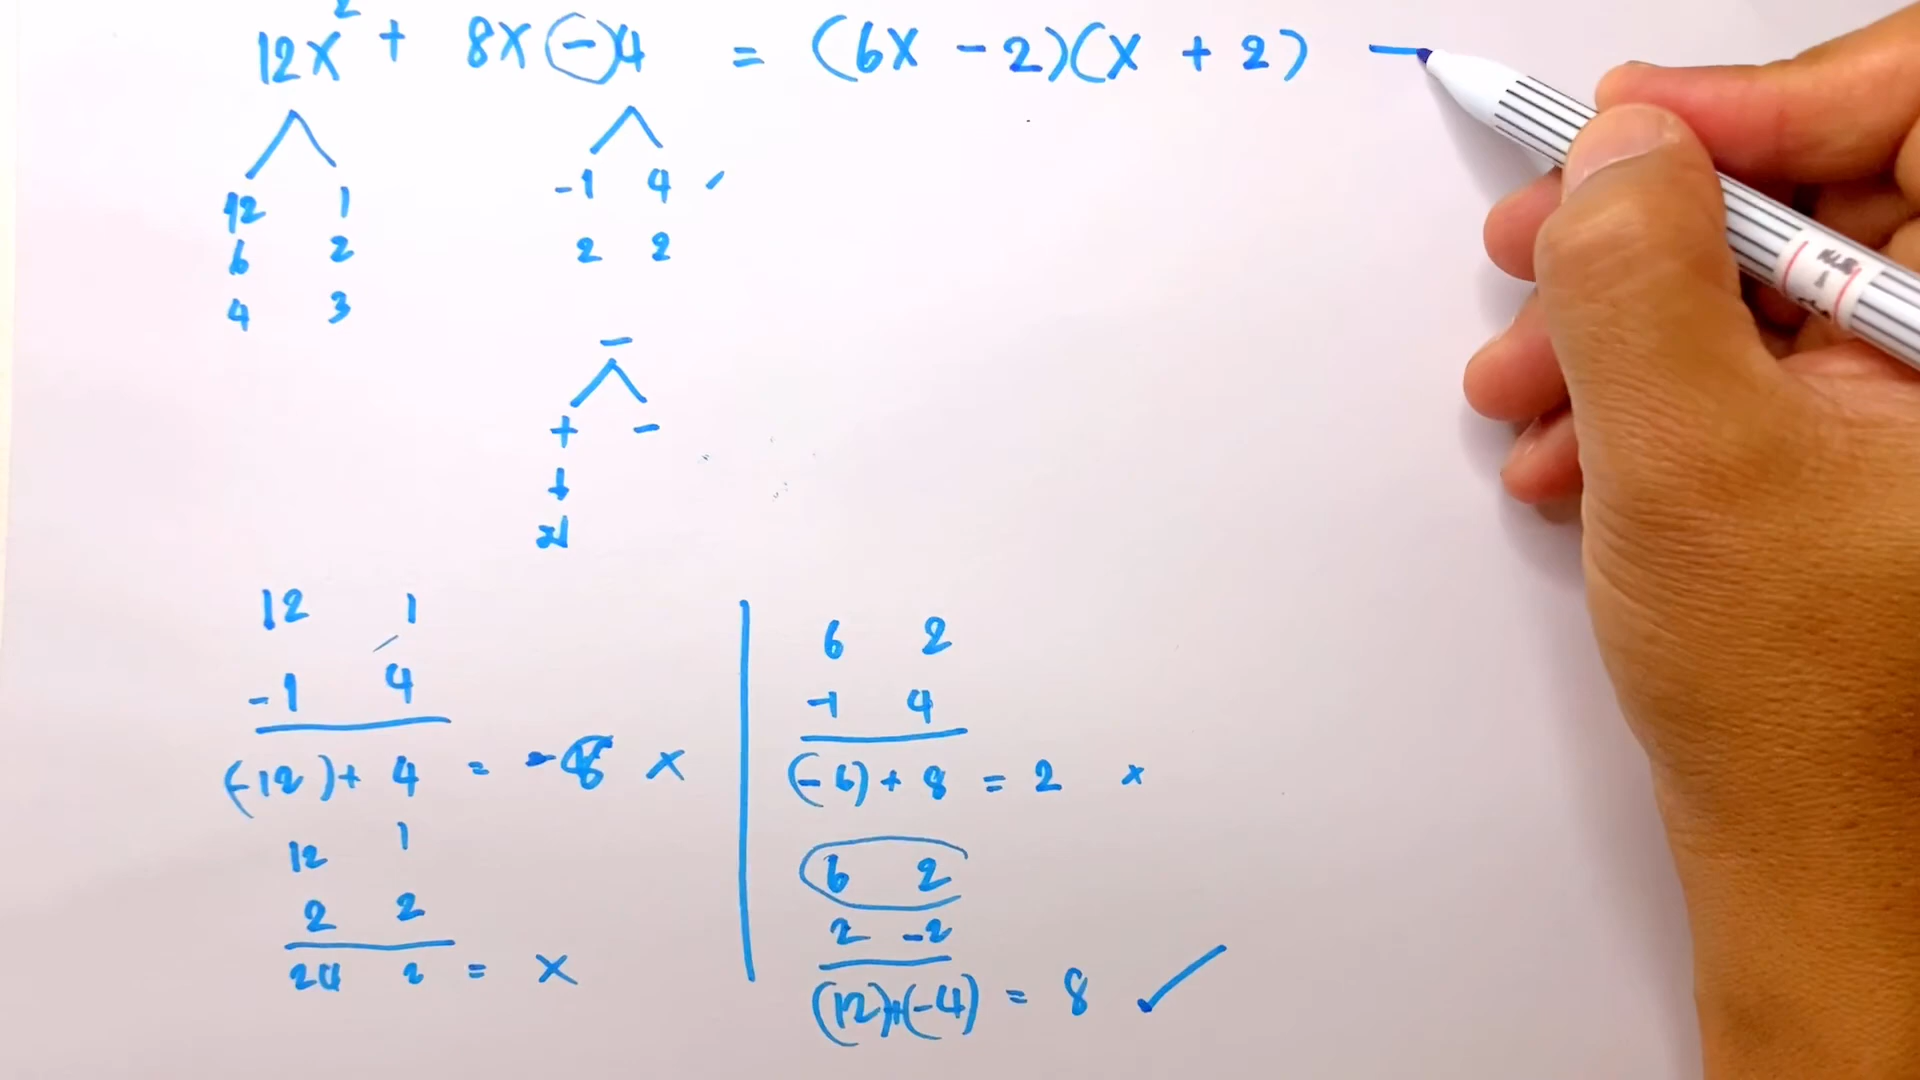 12x² + 8x - 4 = (6x - 2)(x + 2) -
12 1 -1 4 ✓
6 2 2 2
4 3
-
+ -
+
12 1 6 2
-1 4 -1 4
(-12) + 4 = -8 x (-6) + 8 = 2 x
12 1 6 2
2 2 2 -2
24 2 = x (12)+(-4) = 8 ✓